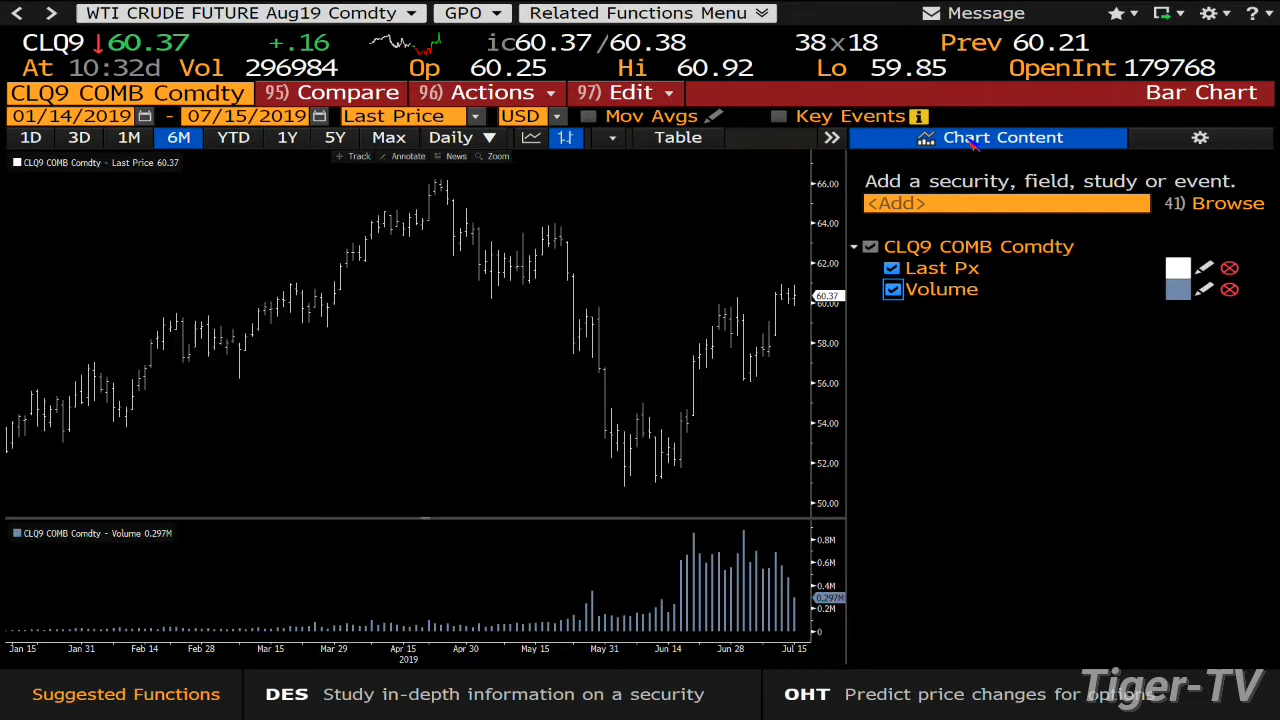 WTI CRUDE FUTURE Aug19 Comdty GPO Related Functions Menu Message ?
CLQ9 ↓60.37 +.16 ic60.37/60.38 38x18 Prev 60.21
At 10:32d Vol 296984 Op 60.25 Hi 60.92 Lo 59.85 OpenInt 179768
CLQ9 COMB Comdty 95) Compare 96) Actions 97) Edit Bar Chart
01/14/2019 - 07/15/2019 Last Price USD Mov Avgs Key Events i
1D 3D 1M 6M YTD 1Y 5Y Max Daily ▼ Table Chart Content
CLQ9 COMB Comdty - Last Price 60.37
Track Annotate News Zoom
Add a security, field, study or event.
<Add> 41) Browse
CLQ9 COMB Comdty
Last Px
Volume
66.00
64.00
62.00
60.37
60.00
58.00
56.00
54.00
52.00
50.00
CLQ9 COMB Comdty - Volume 0.297M
0.8M
0.6M
0.4M
0.297M
0.2M
0
Jan 15 Jan 31 Feb 14 Feb 28 Mar 15 Mar 29 Apr 15 Apr 30 May 15 May 31 Jun 14 Jun 28 Jul 15
2019
Suggested Functions DES Study in-depth information on a security OHT Predict price changes for options
Tiger-TV